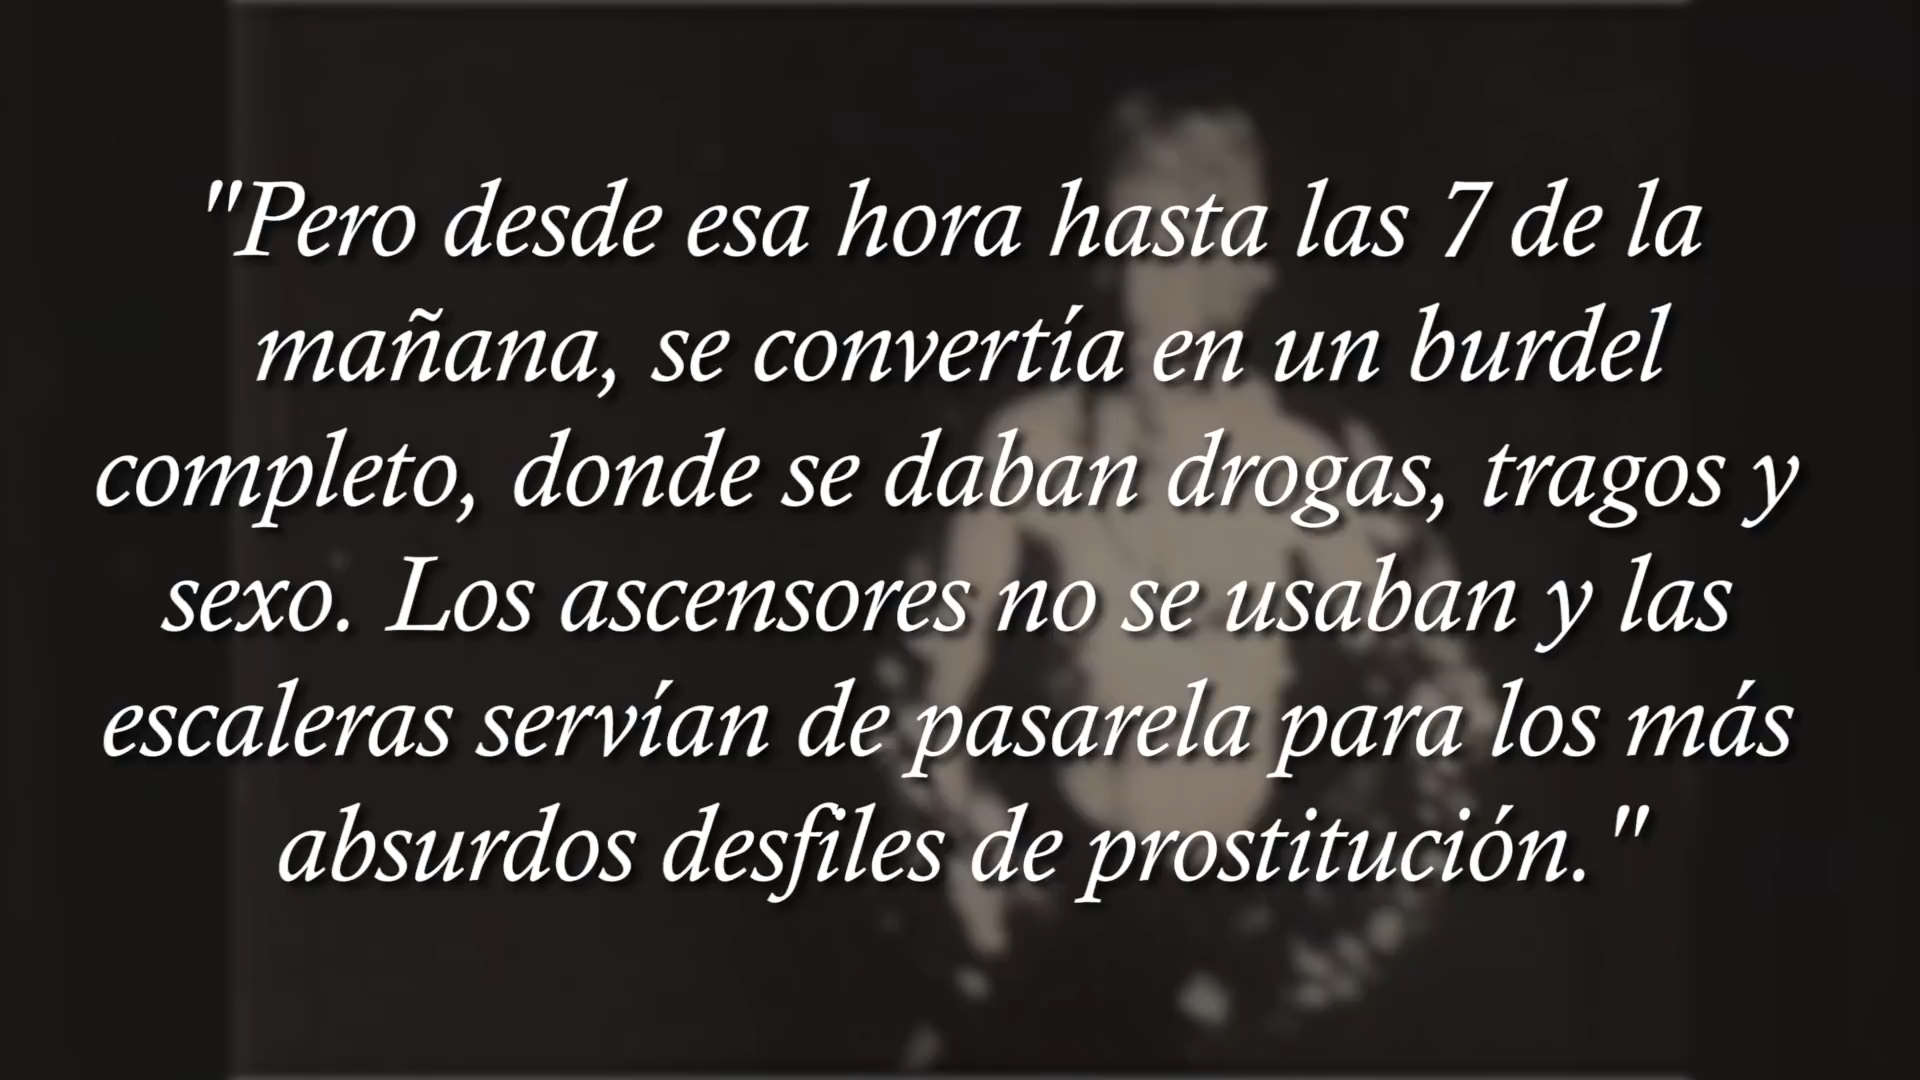 "Pero desde esa hora hasta las 7 de la
mañana, se convertía en un burdel
completo, donde se daban drogas, tragos y
sexo. Los ascensores no se usaban y las
escaleras servían de pasarela para los más
absurdos desfiles de prostitución."